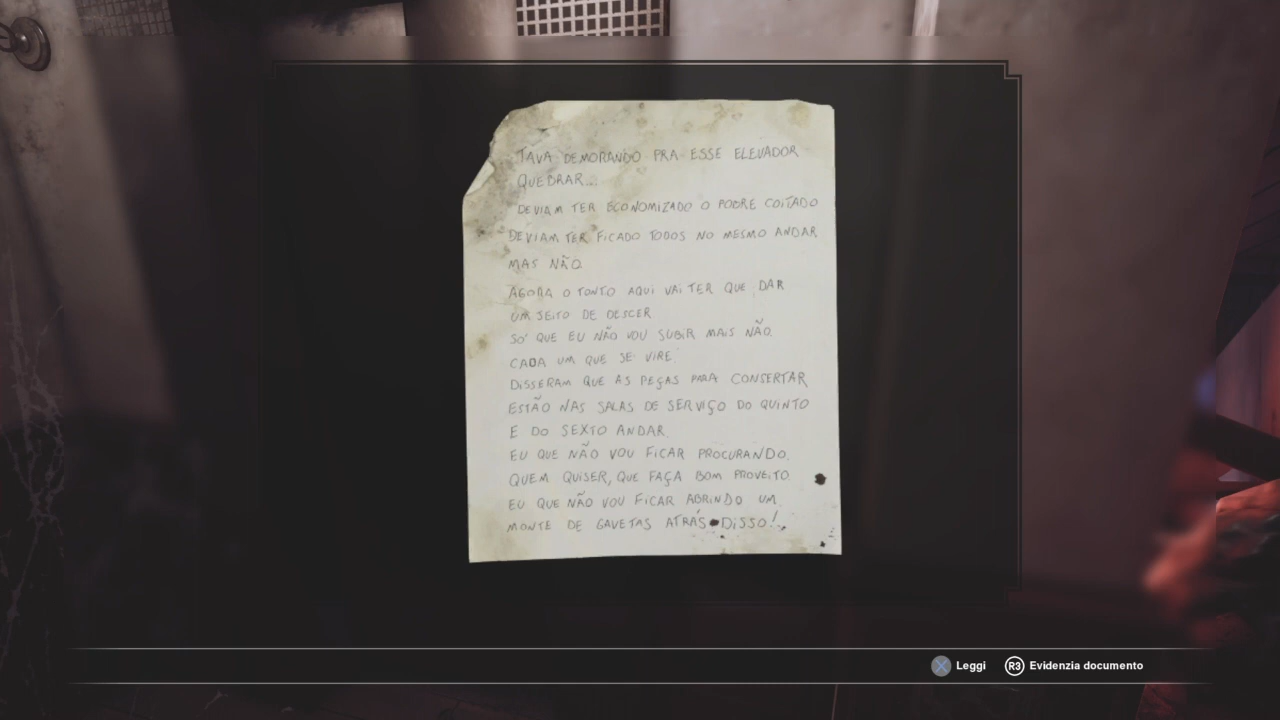 TAVA DEMORANDO PRA ESSE ELEVADOR
QUEBRAR...
DEVIAM TER ECONOMIZADO O POBRE COITADO
DEVIAM TER FICADO TODOS NO MESMO ANDAR
MAS NÃO
AGORA O TONTO AQUI VAI TER QUE DAR
UM JEITO DE DESCER
SÓ QUE EU NÃO VOU SUBIR MAIS NÃO.
CADA UM QUE SE VIRE
DISSERAM QUE AS PEÇAS PARA CONSERTAR
ESTÃO NAS SALAS DE SERVIÇO DO QUINTO
E DO SEXTO ANDAR
EU QUE NÃO VOU FICAR PROCURANDO.
QUEM QUISER, QUE FAÇA BOM PROVEITO.
EU QUE NÃO VOU FICAR ABRINDO UM
MONTE DE GAVETAS ATRÁS DISSO!
Leggi R3 Evidenzia documento